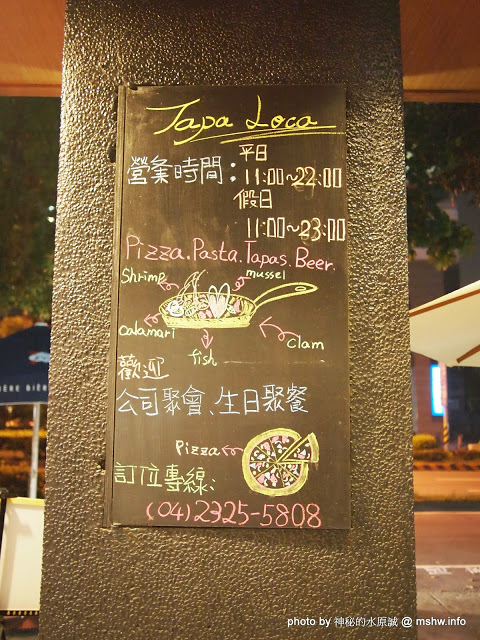 Tapa Loca
平日
營業時間：11:00~22:00
假日
11:00~23:00
Pizza.Pasta.Tapas.Beer.
Shrimp mussel
calamari clam
fish
歡迎
公司聚會、生日聚餐
Pizza
訂位專線：
(04)2325-5808
photo by 神秘的水原誠 @ mshw.info